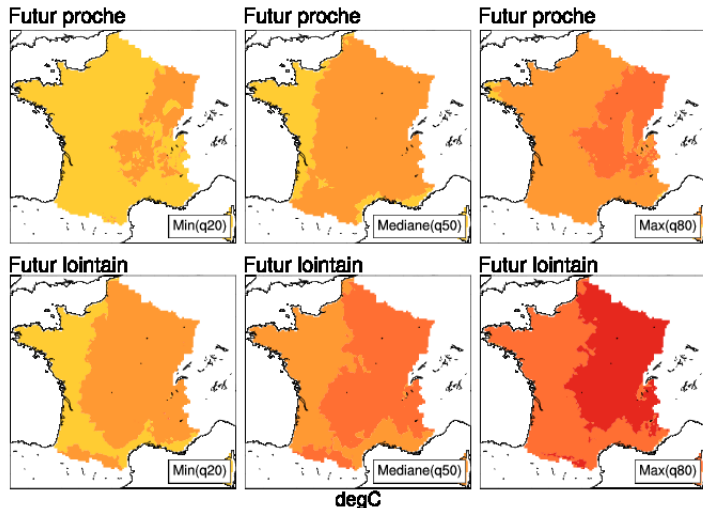 Futur proche
Futur proche
Futur proche
Min(q20)
Mediane(q50)
Max(q80)
Futur lointain
Futur lointain
Futur lointain
Min(q20)
Mediane(q50)
Max(q80)
degC